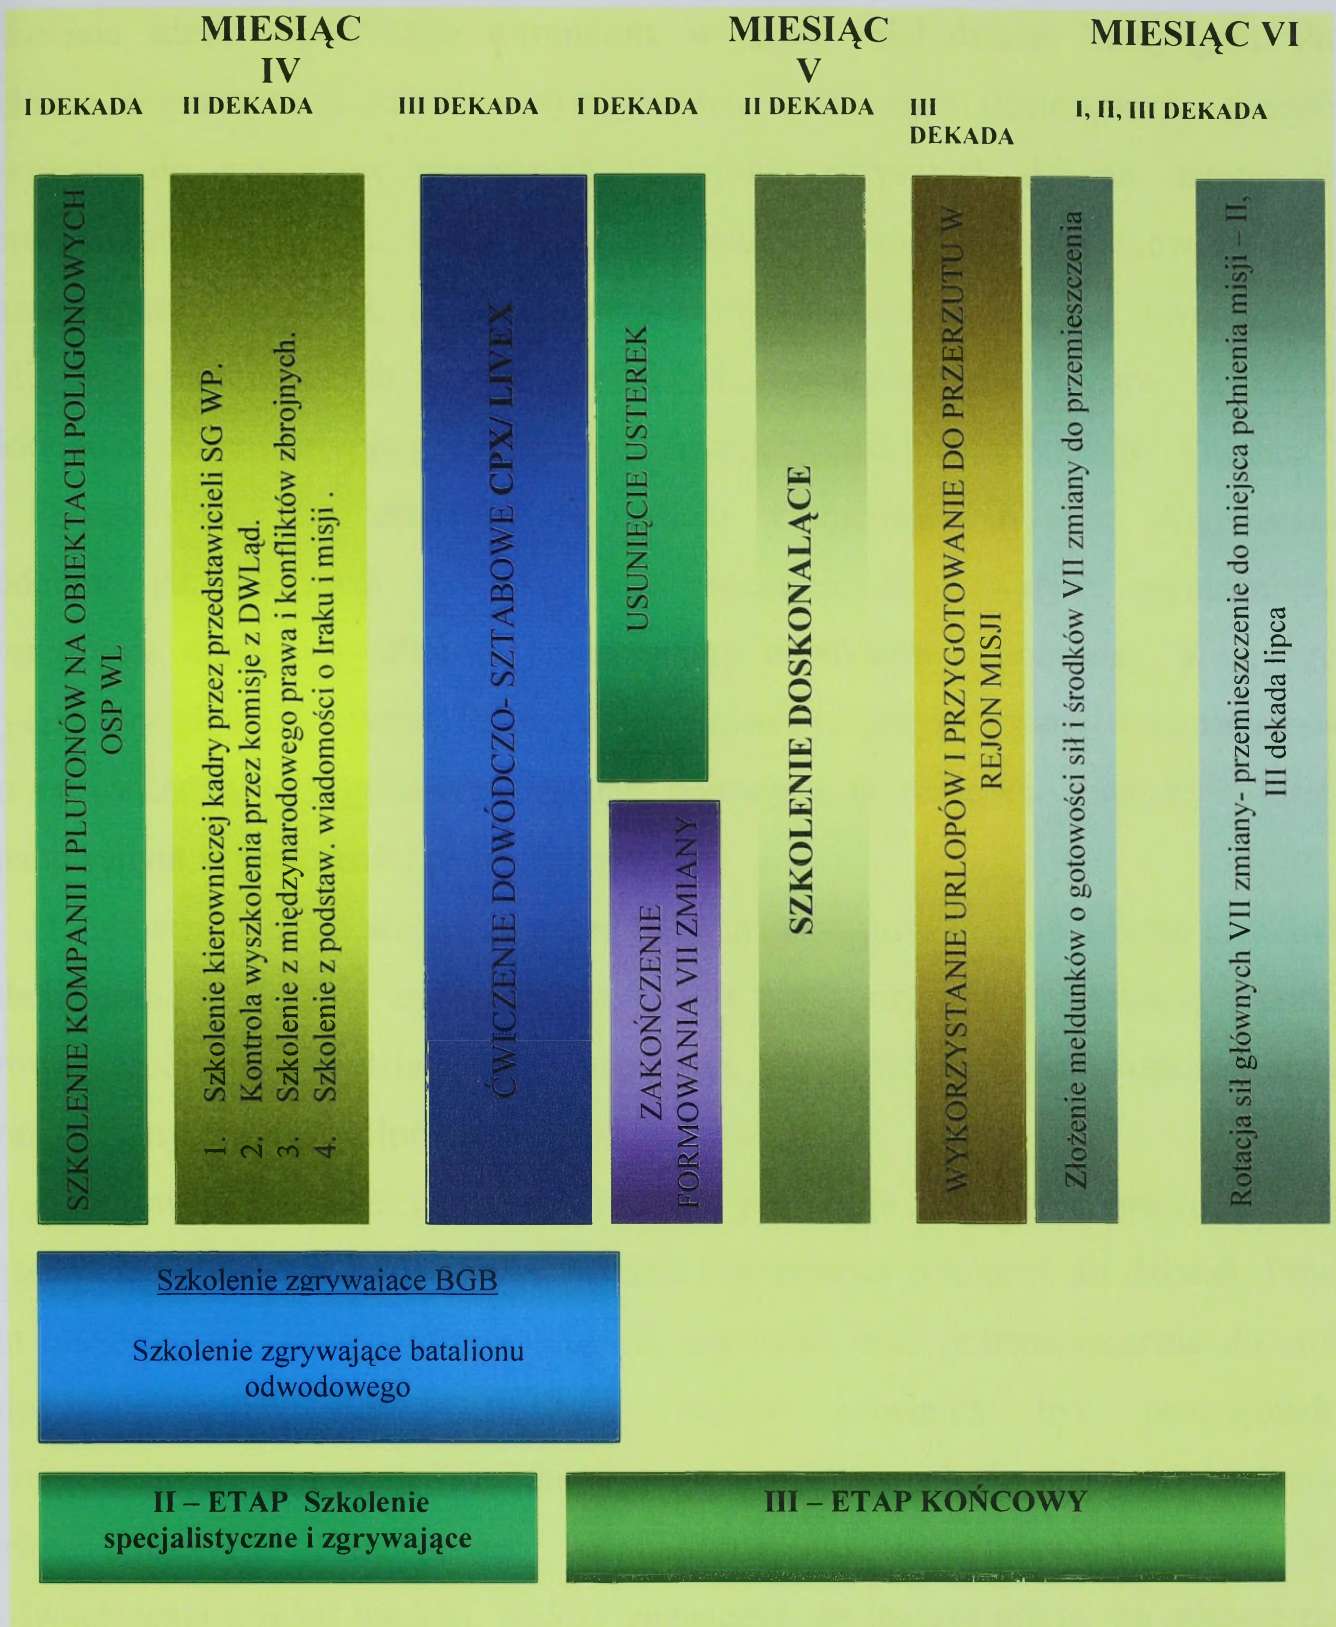 MIESIĄC
IV
MIESIĄC
V
MIESIĄC VI
I DEKADA
II DEKADA
III DEKADA
I DEKADA
II DEKADA
III
DEKADA
I, II, III DEKADA
SZKOLENIE KOMPANII I PLUTONÓW NA OBIEKTACH POLIGONOWYCH
OSP WL
1. Szkolenie kierowniczej kadry przez przedstawicieli SG WP.
2. Kontrola wyszkolenia przez komisje z DWLąd.
3. Szkolenie z międzynarodowego prawa i konfliktów zbrojnych.
4. Szkolenie z podstaw. wiadomości o Iraku i misji .
ĆWICZENIE DOWÓDCZO- SZTABOWE CPX/ LIVEX
USUNIĘCIE USTEREK
ZAKOŃCZENIE
FORMOWANIA VII ZMIANY
SZKOLENIE DOSKONALĄCE
WYKORZYSTANIE URLOPÓW I PRZYGOTOWANIE DO PRZERZUTU W
REJON MISJI
Złożenie meldunków o gotowości sił i środków VII zmiany do przemieszczenia
Rotacja sił głównych VII zmiany- przemieszczenie do miejsca pełnienia misji – II,
III dekada lipca
Szkolenie zgrywające BGB
Szkolenie zgrywające batalionu
odwodowego
II – ETAP Szkolenie
specjalistyczne i zgrywające
III – ETAP KOŃCOWY